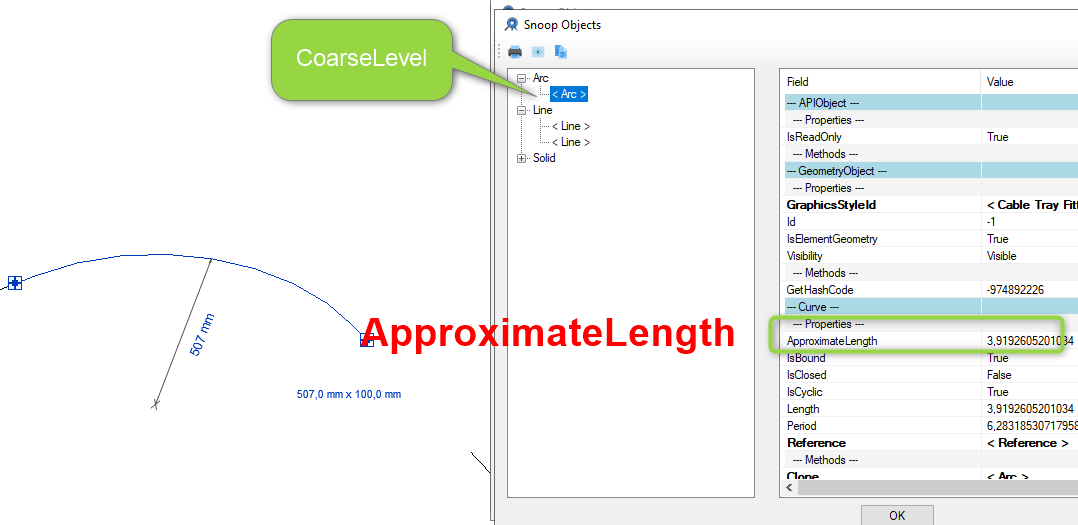 CoarseLevel
Snoop Objects
Arc
< Arc >
Line
< Line >
< Line >
Solid
Field Value
--- APIObject ---
--- Properties ---
IsReadOnly True
--- Methods ---
--- GeometryObject ---
--- Properties ---
GraphicsStyleId < Cable Tray Fitt
Id -1
IsElementGeometry True
Visibility Visible
--- Methods ---
GetHashCode -974892226
--- Curve ---
--- Properties ---
ApproximateLength 3,9192605201034
IsBound True
IsClosed False
IsCyclic True
Length 3,9192605201034
Period 6,28318530717958
Reference < Reference >
--- Methods ---
Clone < Arc >
OK
507 mm
507,0 mm x 100,0 mm
ApproximateLength